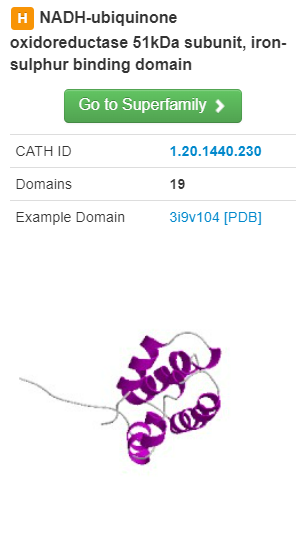 H NADH-ubiquinone
oxidoreductase 51kDa subunit, iron-
sulphur binding domain
Go to Superfamily
CATH ID 1.20.1440.230
Domains 19
Example Domain 3i9v104 [PDB]